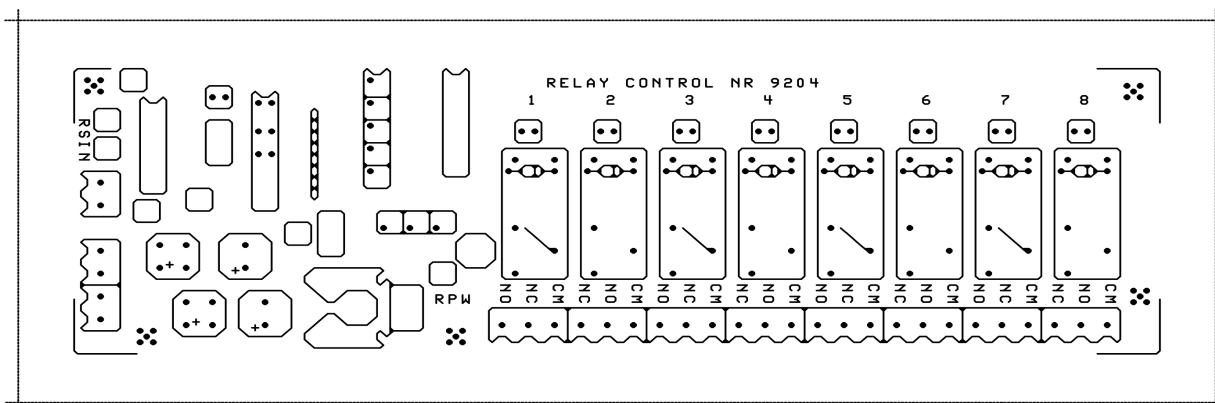 RELAY CONTROL NR 9204
1 2 3 4 5 6 7 8
RSIN
+ +
RPW
NO NC CM NO NC CM NO NC CM NO NC CM NO NC CM NO NC CM NO NC CM NO NC CM
+ +